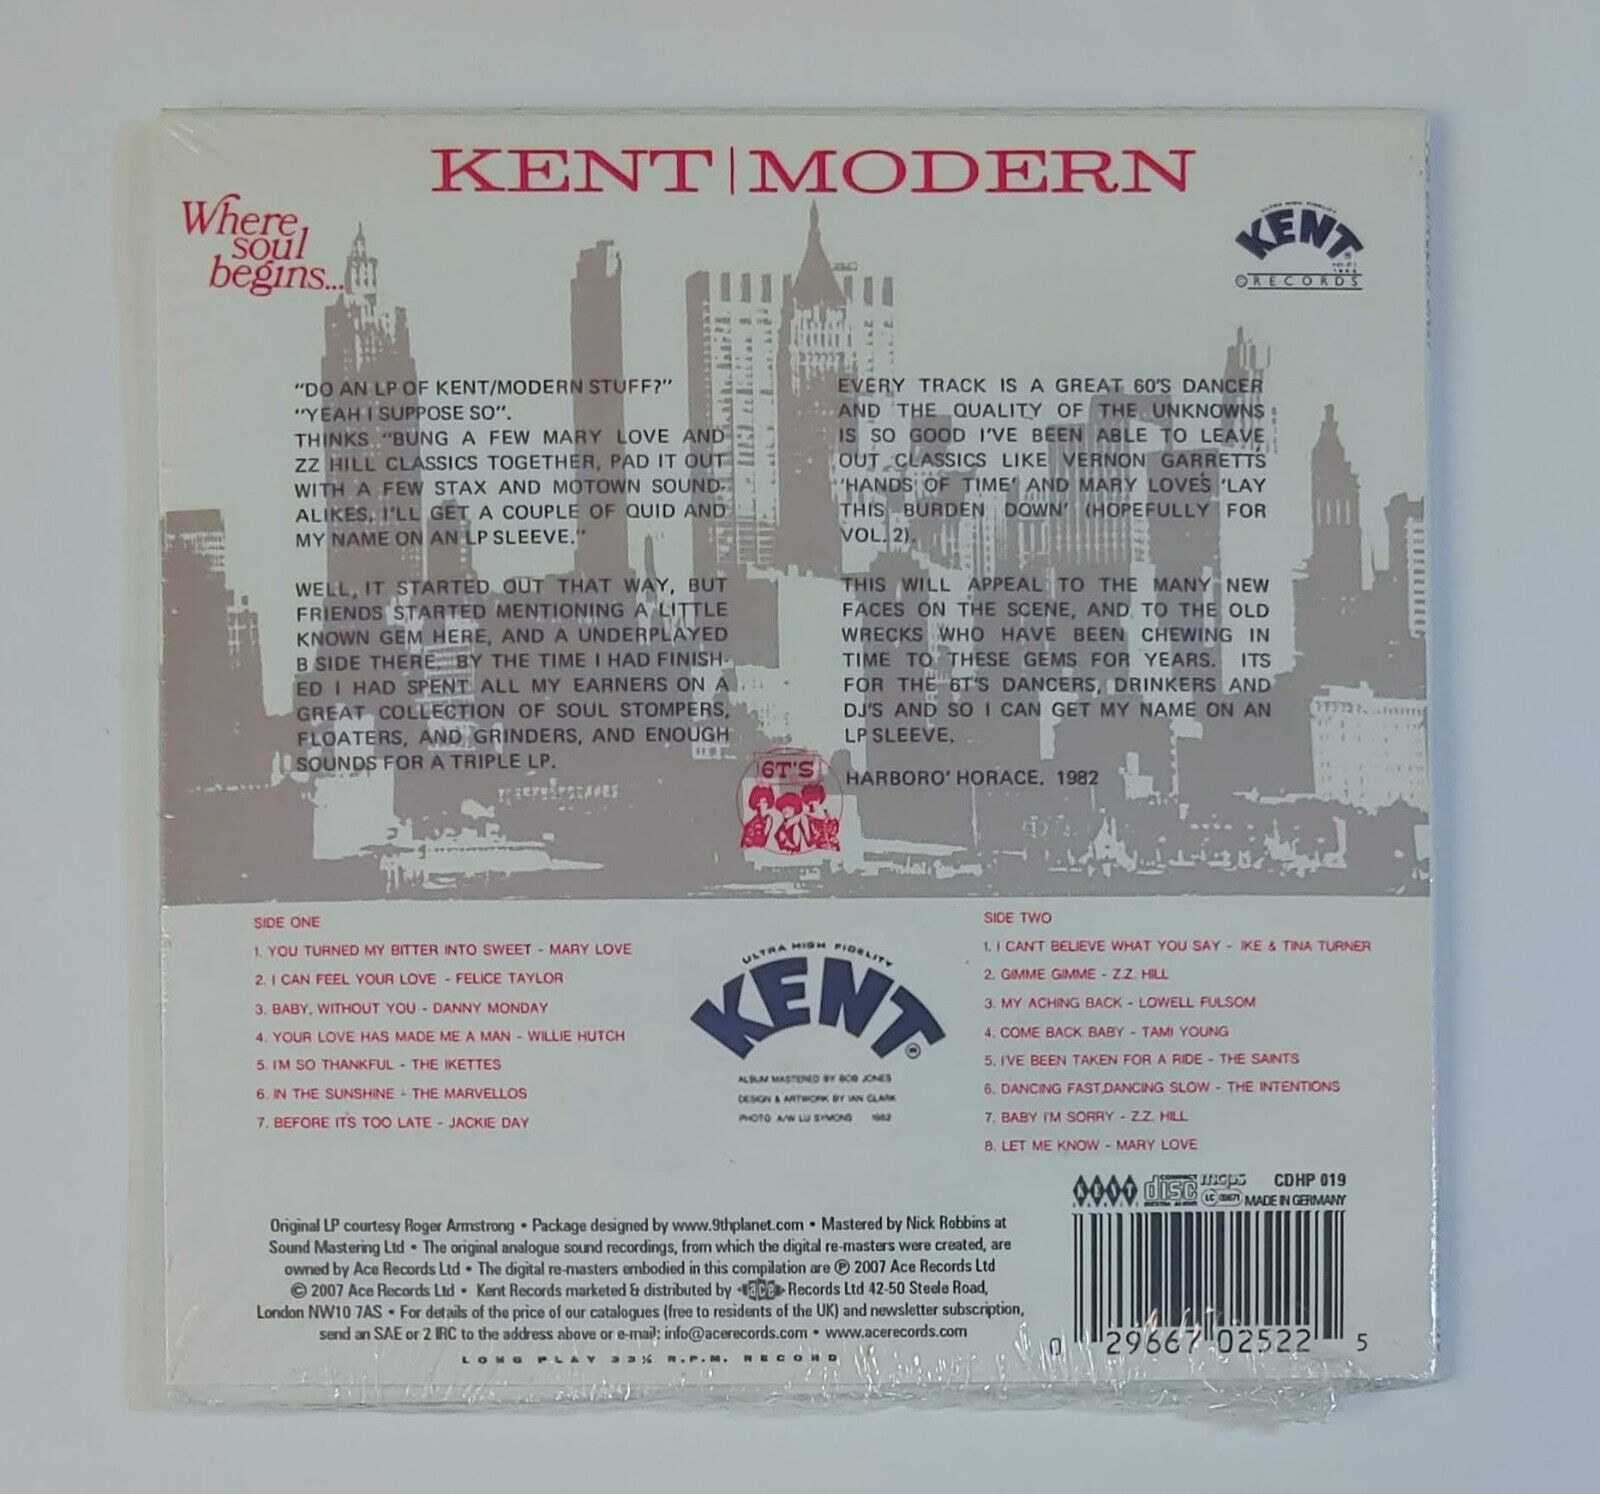 KENT | MODERN
Where
soul
begins...
ULTRA HIGH FIDELITY
KENT
RECORDS
"DO AN LP OF KENT/MODERN STUFF?"
"YEAH I SUPPOSE SO".
THINKS "BUNG A FEW MARY LOVE AND
ZZ HILL CLASSICS TOGETHER, PAD IT OUT
WITH A FEW STAX AND MOTOWN SOUND-
ALIKES, I'LL GET A COUPLE OF QUID AND
MY NAME ON AN LP SLEEVE."
WELL, IT STARTED OUT THAT WAY, BUT
FRIENDS STARTED MENTIONING A LITTLE
KNOWN GEM HERE, AND A UNDERPLAYED
B SIDE THERE. BY THE TIME I HAD FINISH-
ED I HAD SPENT ALL MY EARNERS ON A
GREAT COLLECTION OF SOUL STOMPERS,
FLOATERS, AND GRINDERS, AND ENOUGH
SOUNDS FOR A TRIPLE LP.
EVERY TRACK IS A GREAT 60'S DANCER
AND THE QUALITY OF THE UNKNOWNS
IS SO GOOD I'VE BEEN ABLE TO LEAVE
OUT CLASSICS LIKE VERNON GARRETTS
'HANDS OF TIME' AND MARY LOVES 'LAY
THIS BURDEN DOWN' (HOPEFULLY FOR
VOL. 2).
THIS WILL APPEAL TO THE MANY NEW
FACES ON THE SCENE, AND TO THE OLD
WRECKS WHO HAVE BEEN CHEWING IN
TIME TO THESE GEMS FOR YEARS. ITS
FOR THE 6T'S DANCERS, DRINKERS AND
DJ'S AND SO I CAN GET MY NAME ON AN
LP SLEEVE.
HARBORO' HORACE. 1982
6T'S
SIDE ONE
1. YOU TURNED MY BITTER INTO SWEET - MARY LOVE
2. I CAN FEEL YOUR LOVE - FELICE TAYLOR
3. BABY, WITHOUT YOU - DANNY MONDAY
4. YOUR LOVE HAS MADE ME A MAN - WILLIE HUTCH
5. I'M SO THANKFUL - THE IKETTES
6. IN THE SUNSHINE - THE MARVELLOS
7. BEFORE IT'S TOO LATE - JACKIE DAY
ULTRA HIGH FIDELITY
KENT
ALBUM MASTERED BY BOB JONES
DESIGN & ARTWORK BY IAN CLARK
PHOTO A/W LU SYMONS 1982
SIDE TWO
1. I CAN'T BELIEVE WHAT YOU SAY - IKE & TINA TURNER
2. GIMME GIMME - Z.Z. HILL
3. MY ACHING BACK - LOWELL FULSOM
4. COME BACK BABY - TAMI YOUNG
5. I'VE BEEN TAKEN FOR A RIDE - THE SAINTS
6. DANCING FAST,DANCING SLOW - THE INTENTIONS
7. BABY I'M SORRY - Z.Z. HILL
8. LET ME KNOW - MARY LOVE
KENT COMPACT disc DIGITAL AUDIO mcps LC CDHP 019
MADE IN GERMANY
Original LP courtesy Roger Armstrong • Package designed by www.9thplanet.com • Mastered by Nick Robbins at
Sound Mastering Ltd • The original analogue sound recordings, from which the digital re-masters were created, are
owned by Ace Records Ltd • The digital re-masters embodied in this compilation are ℗ 2007 Ace Records Ltd
© 2007 Ace Records Ltd • Kent Records marketed & distributed by ace Records Ltd 42-50 Steele Road,
London NW10 7AS • For details of the price of our catalogues (free to residents of the UK) and newsletter subscription,
send an SAE or 2 IRC to the address above or e-mail: info@acerecords.com • www.acerecords.com
LONG PLAY 33⅓ R.P.M. RECORD
0 29667 02522 5